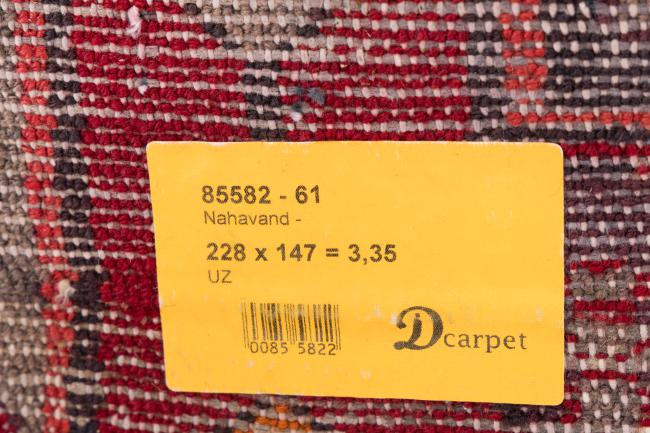 85582 - 61
Nahavand -
228 x 147 = 3,35
UZ
0085 5822
Dcarpet